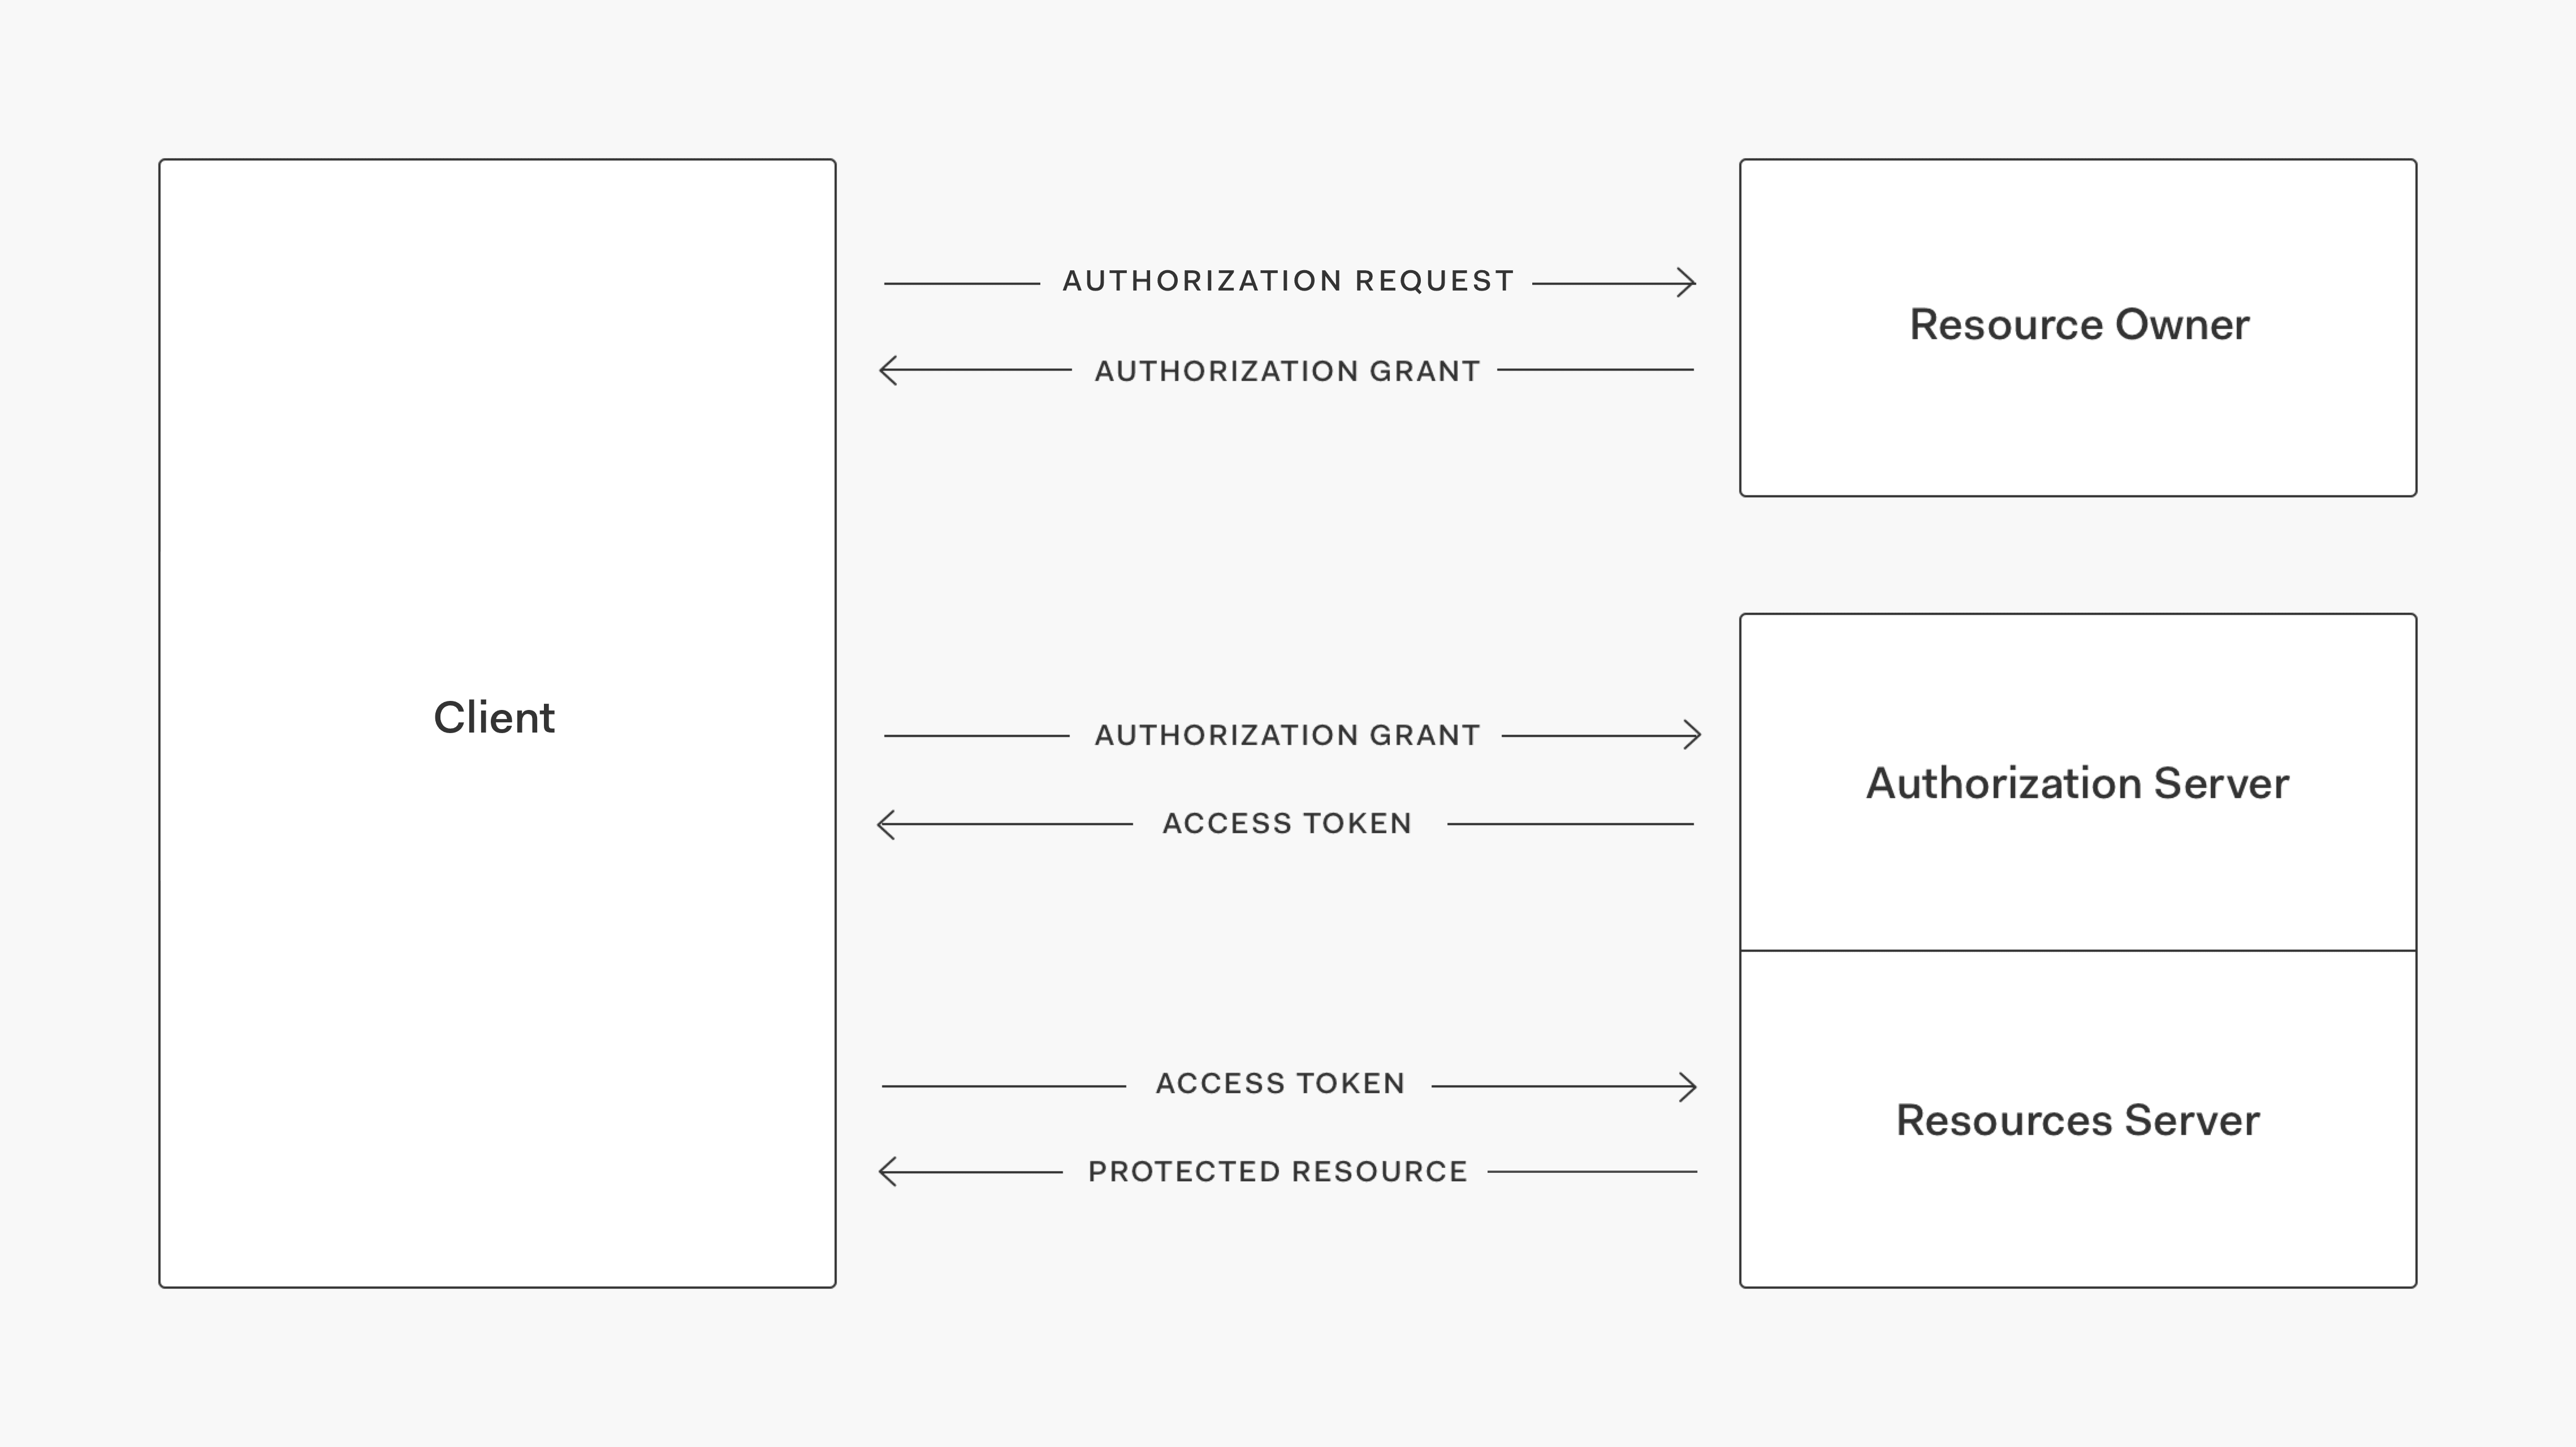 AUTHORIZATION REQUEST
Resource Owner
AUTHORIZATION GRANT
Client
AUTHORIZATION GRANT
Authorization Server
ACCESS TOKEN
ACCESS TOKEN
Resources Server
PROTECTED RESOURCE